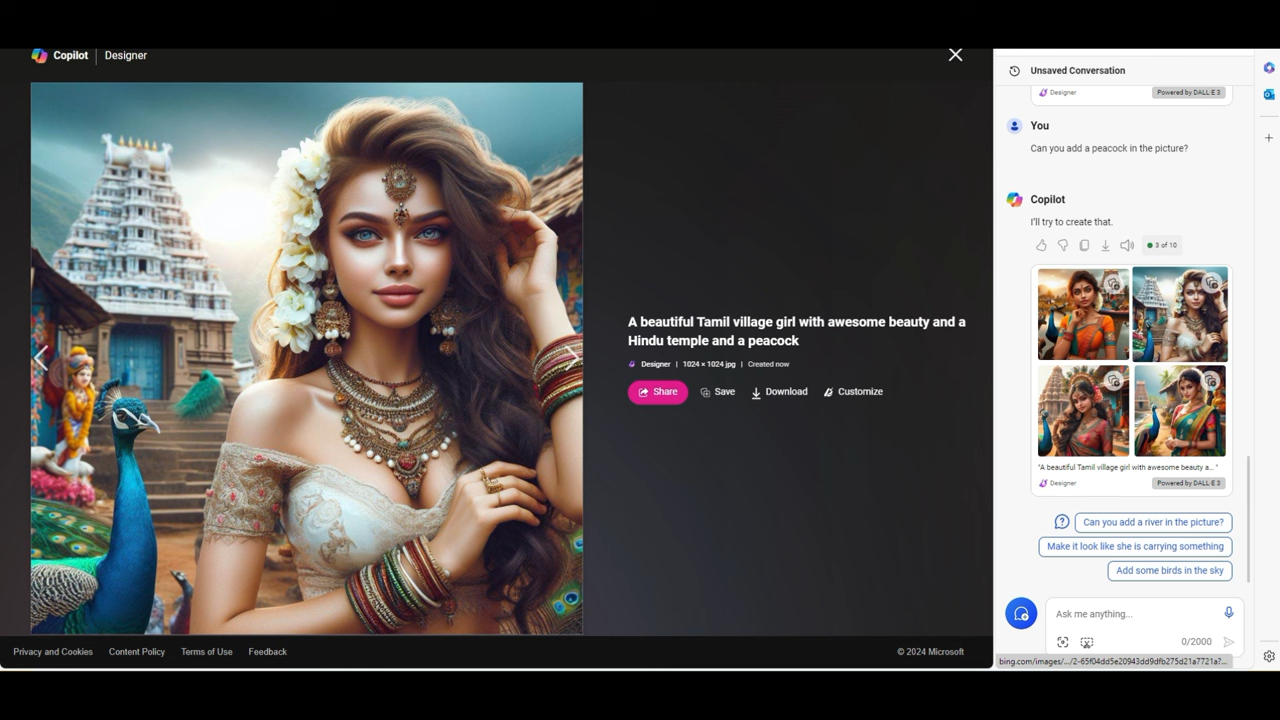 Copilot | Designer
A beautiful Tamil village girl with awesome beauty and a
Hindu temple and a peacock
Designer | 1024 × 1024 jpg | Created now
Share Save Download Customize
Privacy and Cookies Content Policy Terms of Use Feedback
© 2024 Microsoft
Unsaved Conversation
Designer Powered by DALL·E 3
You
Can you add a peacock in the picture?
Copilot
I'll try to create that.
3 of 10
"A beautiful Tamil village girl with awesome beauty a... "
Designer Powered by DALL·E 3
Can you add a river in the picture?
Make it look like she is carrying something
Add some birds in the sky
Ask me anything...
0/2000
bing.com/images/.../2-65f04dd5e20943dd9dfb275d21a7721a?...